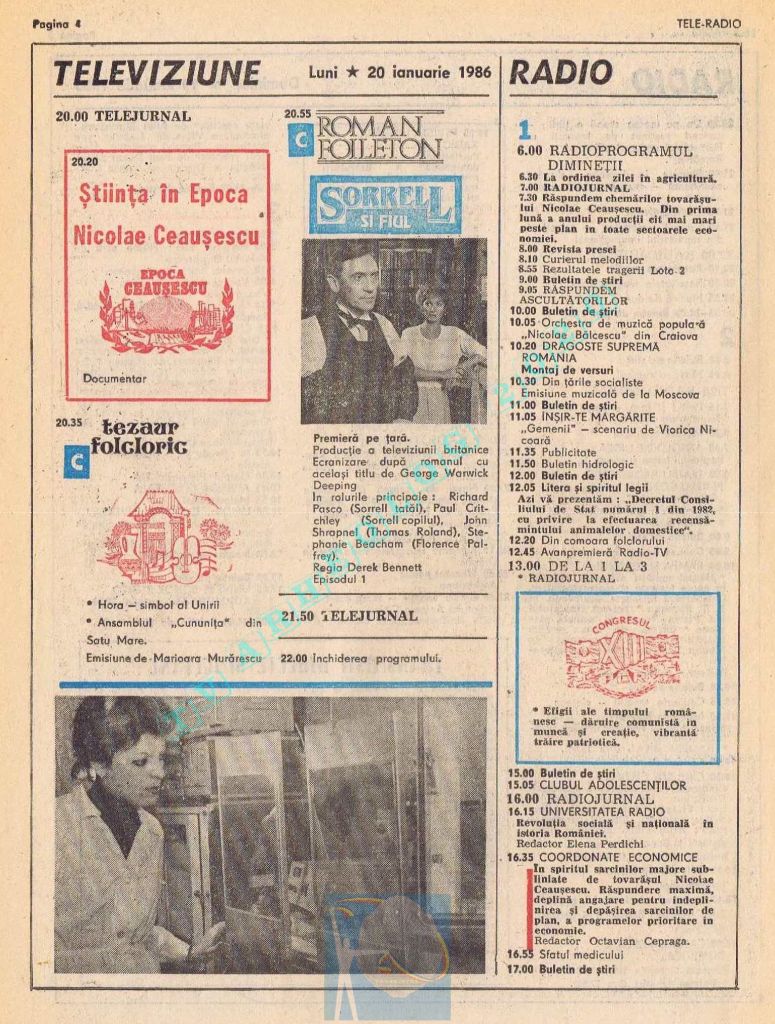 Pagina 4
TELE-RADIO
TELEVIZIUNE
Luni ★ 20 ianuarie 1986
20.00 TELEJURNAL
20.20
Știința în Epoca
Nicolae Ceaușescu
EPOCA
CEAUȘESCU
Documentar
20.35
tezaur
folcloric
C
* Hora — simbol al Unirii
* Ansamblul „Cununița" din
Satu Mare.
Emisiune de Marioara Murărescu
20.55
C
ROMAN
FOILETON
SORRELL
SI FIUL
Premieră pe țară.
Producție a televiziunii britanice
Ecranizare după romanul cu
același titlu de George Warwick
Deeping
In rolurile principale: Richard
Pasco (Sorrell tatăl), Paul Crit-
chley (Sorrell copilul), John
Shrapnel (Thomas Roland), Ste-
phanie Beacham (Florence Pal-
frey).
Regia Derek Bennett
Episodul 1
21.50 TELEJURNAL
22.00 Inchiderea programului.
RADIO
1
6.00 RADIOPROGRAMUL
DIMINEȚII
6.30 La ordinea zilei în agricultură.
7.00 RADIOJURNAL
7.30 Răspundem chemărilor tovarășu-
lui Nicolae Ceaușescu. Din prima
lună a anului producții cît mai mari
peste plan în toate sectoarele eco-
nomiei.
8.00 Revista presei
8.10 Curierul melodiilor
8.55 Rezultatele tragerii Loto 2
9.00 Buletin de știri
9.05 RĂSPUNDEM
ASCULTĂTORILOR
10.00 Buletin de știri
10.05 Orchestra de muzică populară
„Nicolae Bălcescu" din Craiova
10.20 DRAGOSTE SUPREMĂ
ROMÂNIA
Montaj de versuri
10.30 Din țările socialiste
Emisiune muzicală de la Moscova
11.00 Buletin de știri
11.05 ÎNȘIR-TE MĂRGĂRITE
„Gemenii" — scenariu de Viorica Ni-
coară
11.35 Publicitate
11.50 Buletin hidrologic
12.00 Buletin de știri
12.05 Litera și spiritul legii
Azi vă prezentăm: „Decretul Consi-
liului de Stat numărul 1 din 1982,
cu privire la efectuarea recensă-
mîntului animalelor domestice".
12.20 Din comoara folclorului
12.45 Avanpremieră Radio-TV
13.00 DE LA 1 LA 3
* RADIOJURNAL
CONGRESUL
XIII
* Efigii ale timpului româ-
nesc — dăruire comunistă în
muncă și creație, vibrantă
trăire patriotică.
15.00 Buletin de știri
15.05 CLUBUL ADOLESCENȚILOR
16.00 RADIOJURNAL
16.15 UNIVERSITATEA RADIO
Revoluția socială și națională în
istoria României.
Redactor Elena Perdichi
16.35 COORDONATE ECONOMICE
In spiritul sarcinilor majore sub-
liniate de tovarășul Nicolae
Ceaușescu. Răspundere maximă,
deplină angajare pentru îndepli-
nirea și depășirea sarcinilor de
plan, a programelor prioritare în
economie.
Redactor Octavian Cepraga.
16.55 Sfatul medicului
17.00 Buletin de știri